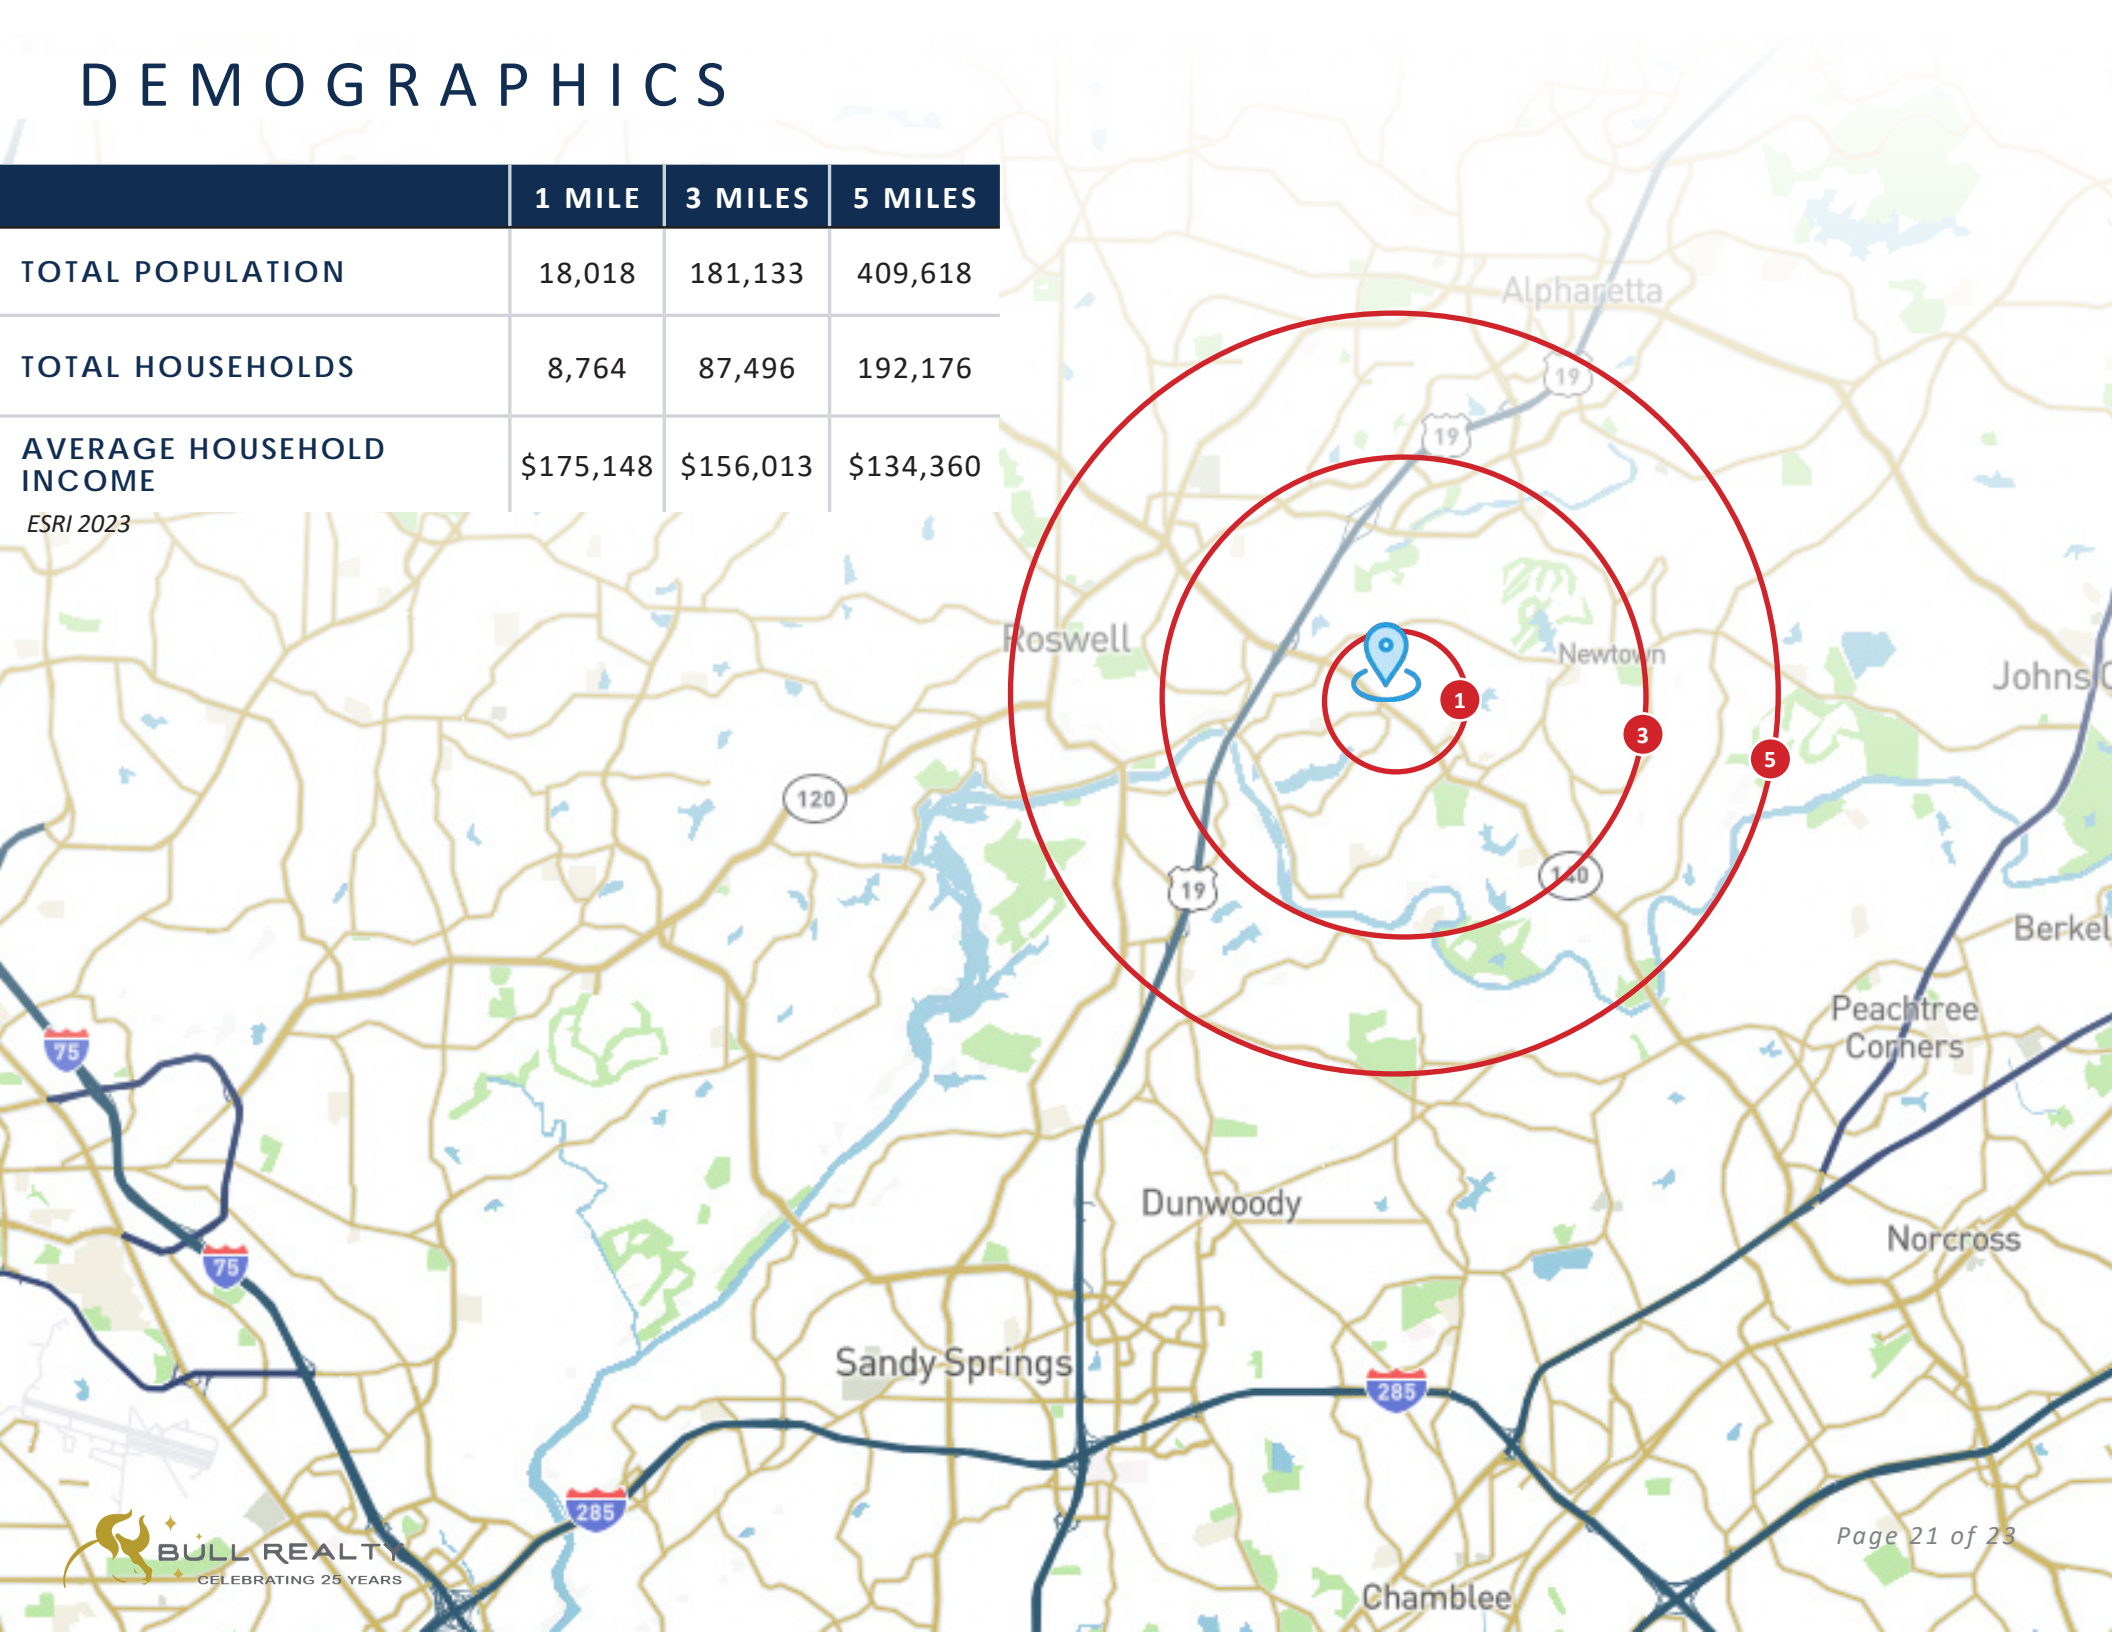 DEMOGRAPHICS
1 MILE 3 MILES 5 MILES
TOTAL POPULATION 18,018 181,133 409,618
TOTAL HOUSEHOLDS 8,764 87,496 192,176
AVERAGE HOUSEHOLD
INCOME $175,148 $156,013 $134,360
ESRI 2023
Alpharetta
19
19
Roswell
Newtown
Johns C
1
3
5
120
140
19
Berkel
Peachtree
Corners
75
Dunwoody
Norcross
75
Sandy Springs
285
285
Page 21 of 23
BULL REALTY
CELEBRATING 25 YEARS
Chamblee